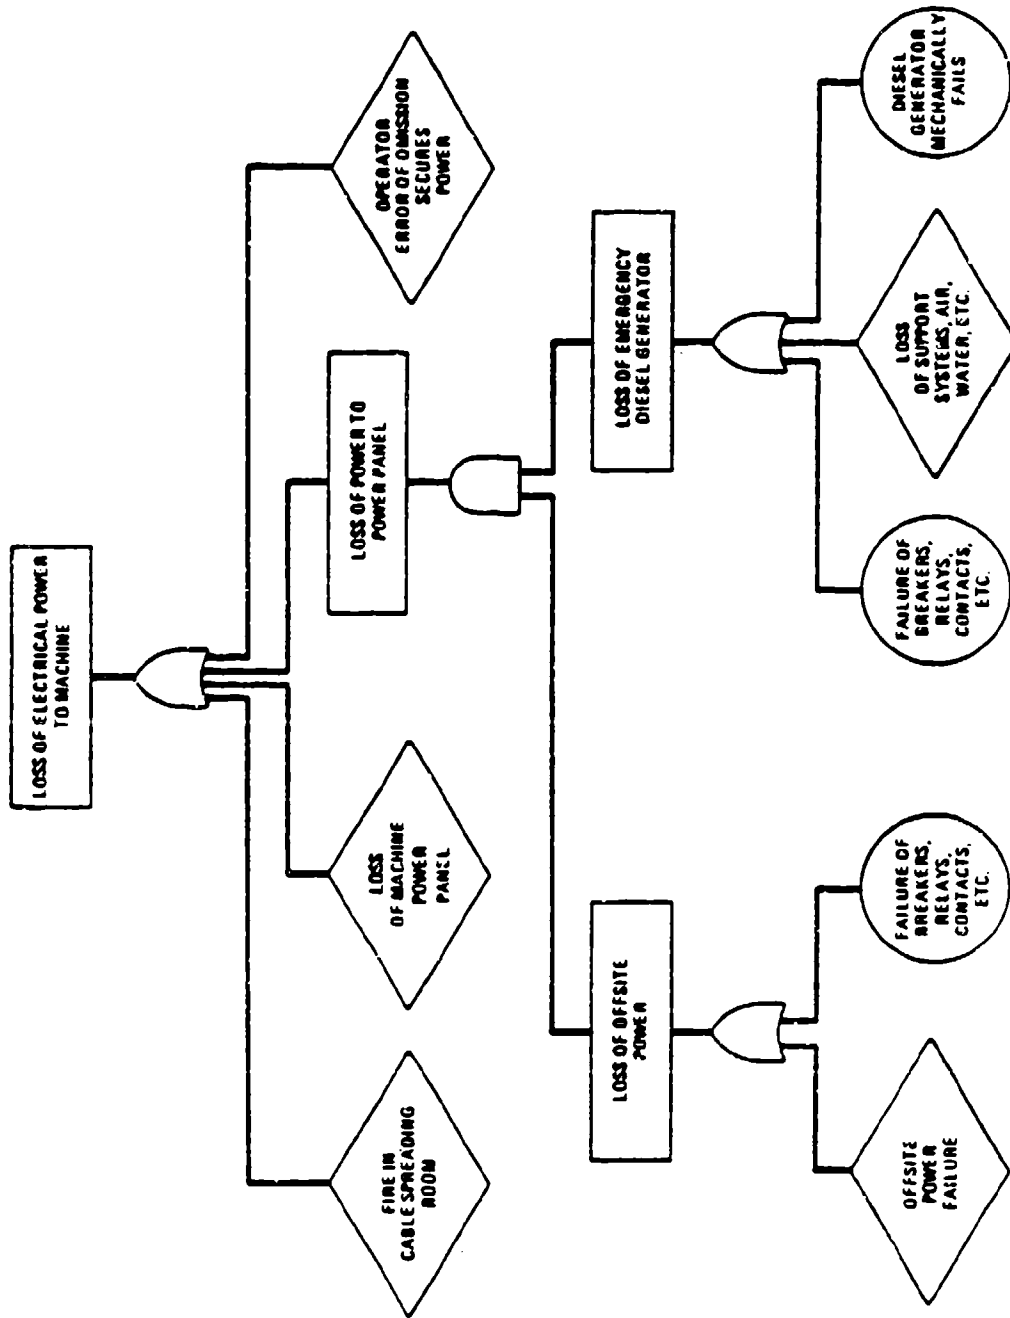 LOSS OF ELECTRICAL POWER
TO MACHINE
FIRE IN
CABLE SPREADING
ROOM
LOSS
OF MACHINE
POWER
PANEL
LOSS OF POWER TO
POWER PANEL
OPERATOR
ERROR OF OMISSION
SECURES
POWER
LOSS OF OFFSITE
POWER
LOSS OF EMERGENCY
DIESEL GENERATOR
OFFSITE
POWER
FAILURE
FAILURE OF
BREAKERS,
RELAYS,
CONTACTS,
ETC.
FAILURE OF
BREAKERS,
RELAYS,
CONTACTS,
ETC.
LOSS
OF SUPPORT
SYSTEMS, AIR,
WATER, ETC.
DIESEL
GENERATOR
MECHANICALLY
FAILS